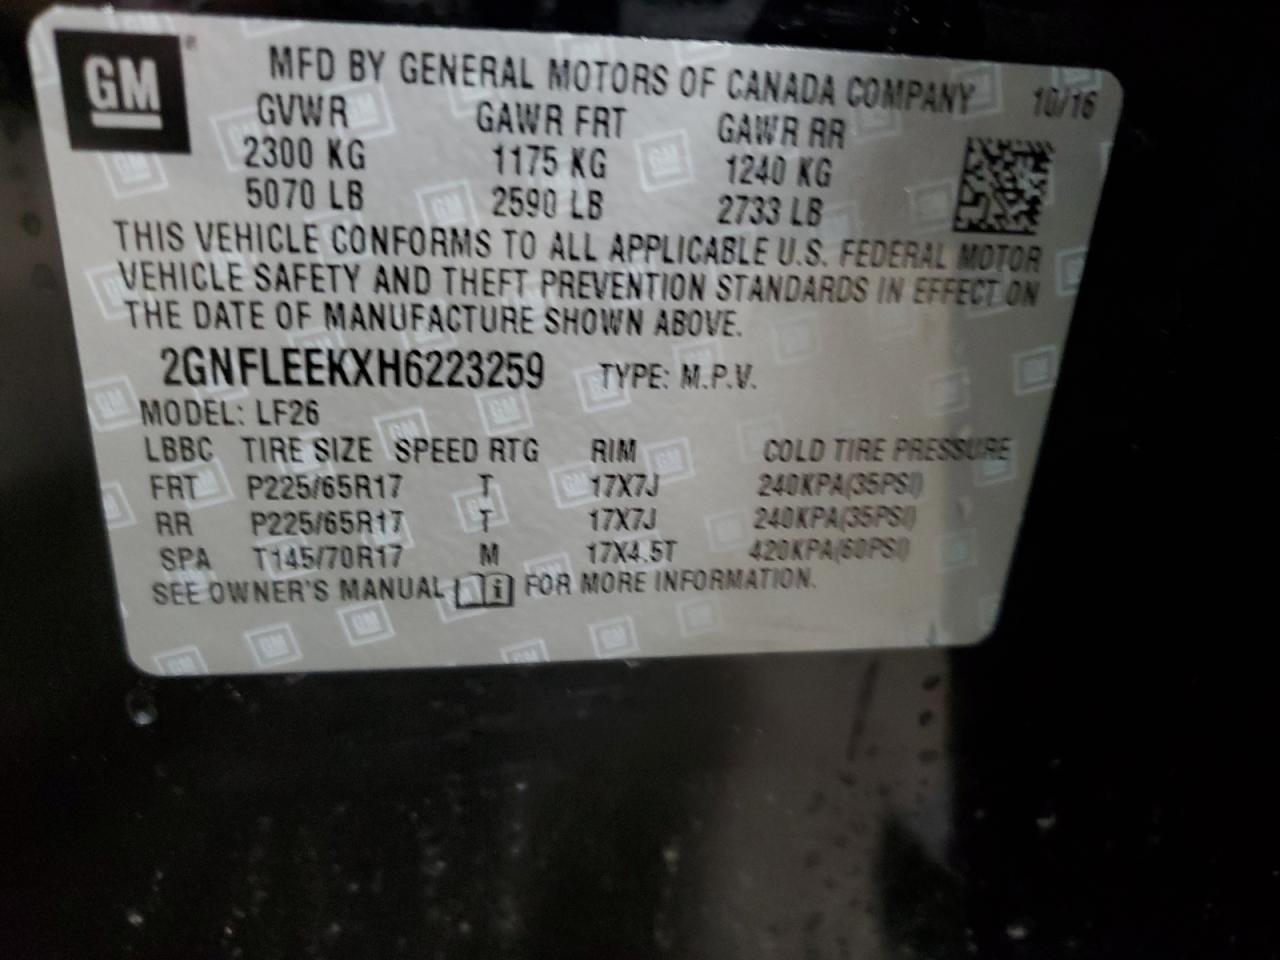 GM
MFD BY GENERAL MOTORS OF CANADA COMPANY 10/16
GVWR GAWR FRT GAWR RR
2300 KG 1175 KG 1240 KG
5070 LB 2590 LB 2733 LB
THIS VEHICLE CONFORMS TO ALL APPLICABLE U.S. FEDERAL MOTOR
VEHICLE SAFETY AND THEFT PREVENTION STANDARDS IN EFFECT ON
THE DATE OF MANUFACTURE SHOWN ABOVE.
2GNFLEEKXH6223259 TYPE: M.P.V.
MODEL: LF26
LBBC TIRE SIZE SPEED RTG RIM COLD TIRE PRESSURE
FRT P225/65R17 T 17X7J 240KPA(35PSI)
RR P225/65R17 T 17X7J 240KPA(35PSI)
SPA T145/70R17 M 17X4.5T 420KPA(60PSI)
SEE OWNER'S MANUAL i FOR MORE INFORMATION.